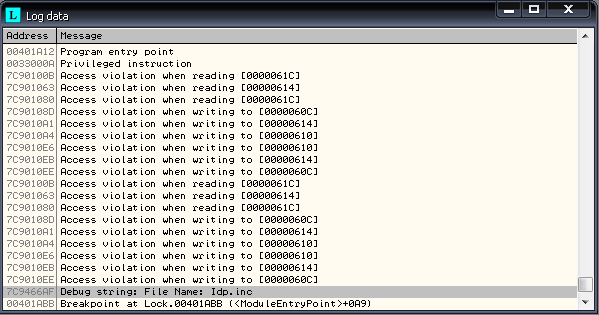 L Log data
Address Message
00401A12 Program entry point
0033000A Privileged instruction
7C90100B Access violation when reading [0000061C]
7C901063 Access violation when reading [00000614]
7C901080 Access violation when reading [0000061C]
7C90108D Access violation when writing to [0000060C]
7C9010A1 Access violation when writing to [00000614]
7C9010A4 Access violation when writing to [00000610]
7C9010E6 Access violation when writing to [00000610]
7C9010EB Access violation when writing to [00000614]
7C9010EE Access violation when writing to [0000060C]
7C90100B Access violation when reading [0000061C]
7C901063 Access violation when reading [00000614]
7C901080 Access violation when reading [0000061C]
7C90108D Access violation when writing to [0000060C]
7C9010A1 Access violation when writing to [00000614]
7C9010A4 Access violation when writing to [00000610]
7C9010E6 Access violation when writing to [00000610]
7C9010EB Access violation when writing to [00000614]
7C9010EE Access violation when writing to [0000060C]
7C9466AF Debug string: File Name: Idp.inc
00401ABB Breakpoint at Lock.00401ABB (<ModuleEntryPoint>+0A9)